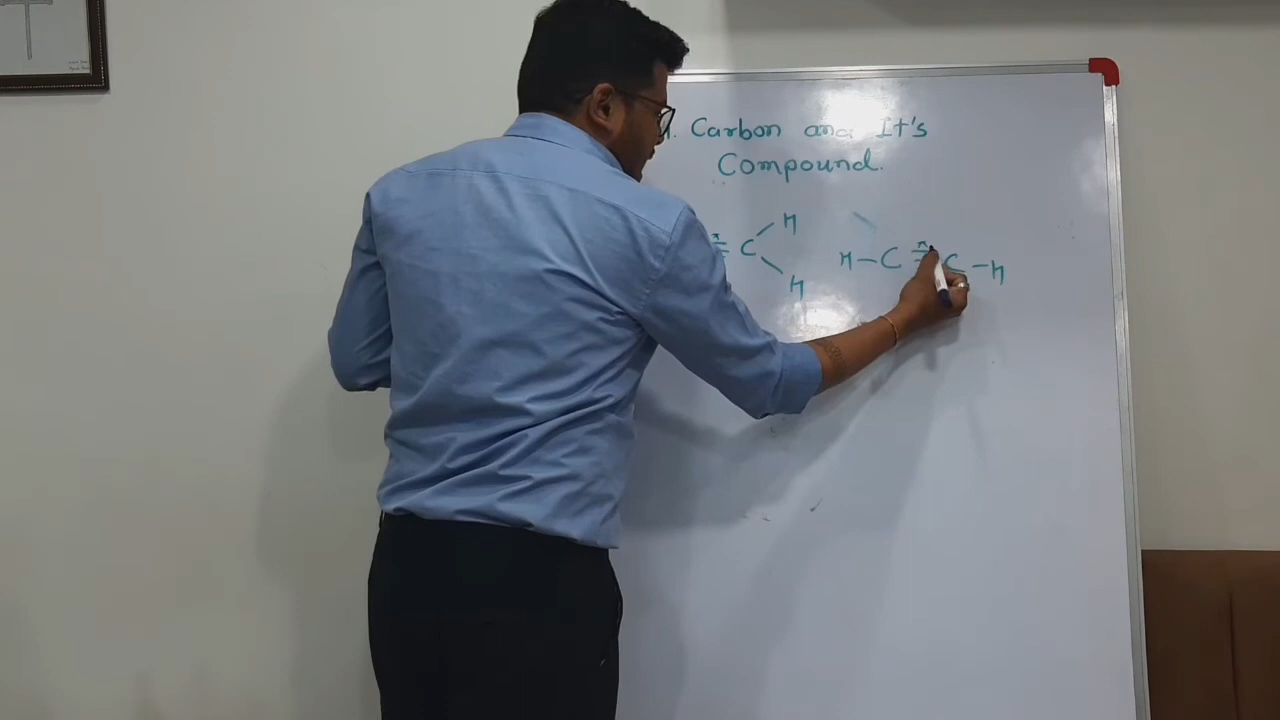 Carbon and It's
Compound.
π H
= C H - C π C - H
H